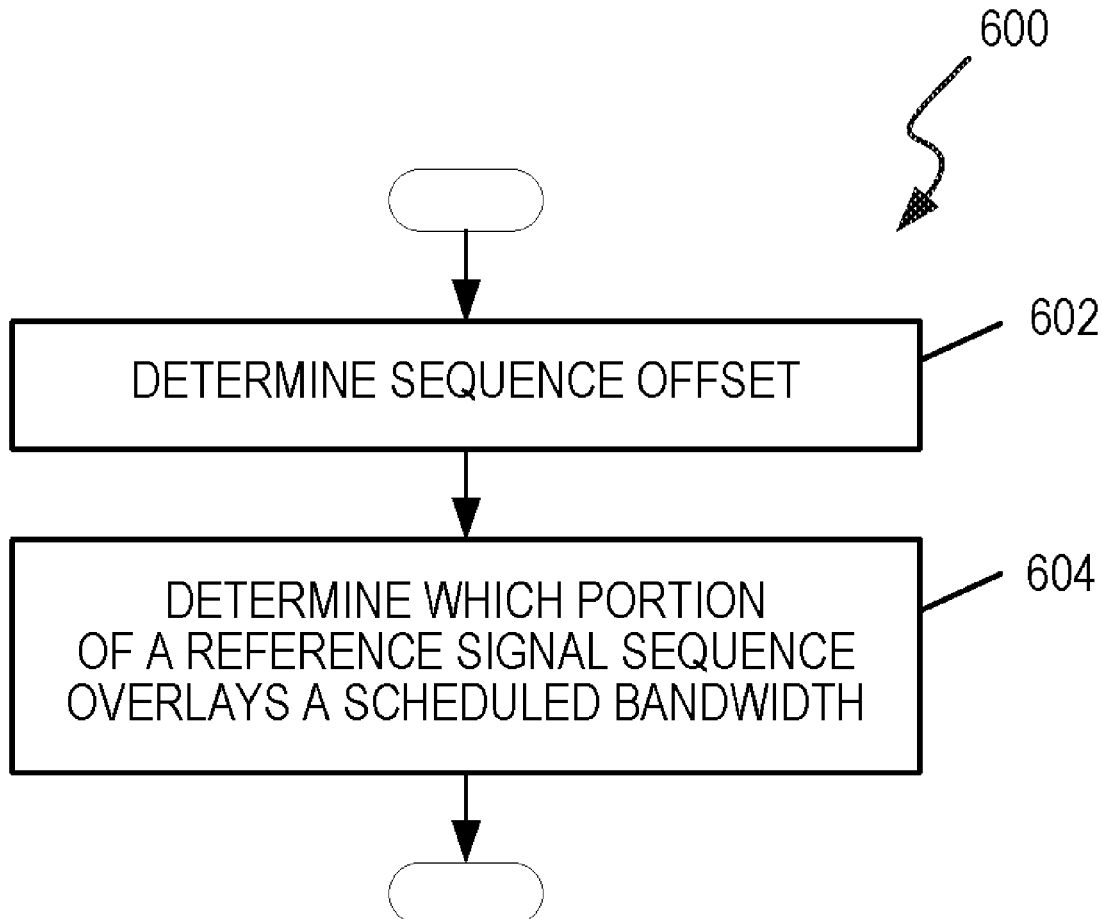 600
602
DETERMINE SEQUENCE OFFSET
604
DETERMINE WHICH PORTION
OF A REFERENCE SIGNAL SEQUENCE
OVERLAYS A SCHEDULED BANDWIDTH